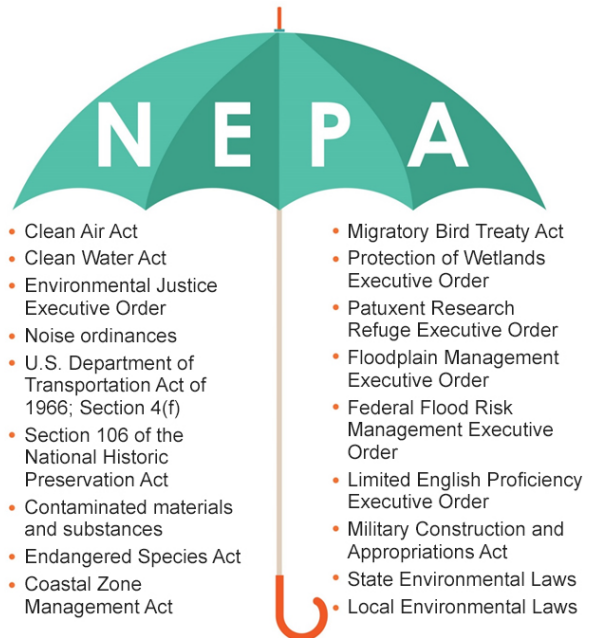 NEPA
• Clean Air Act
• Clean Water Act
• Environmental Justice
Executive Order
• Noise ordinances
• U.S. Department of
Transportation Act of
1966; Section 4(f)
• Section 106 of the
National Historic
Preservation Act
• Contaminated materials
and substances
• Endangered Species Act
• Coastal Zone
Management Act
• Migratory Bird Treaty Act
• Protection of Wetlands
Executive Order
• Patuxent Research
Refuge Executive Order
• Floodplain Management
Executive Order
• Federal Flood Risk
Management Executive
Order
• Limited English Proficiency
Executive Order
• Military Construction and
Appropriations Act
• State Environmental Laws
• Local Environmental Laws